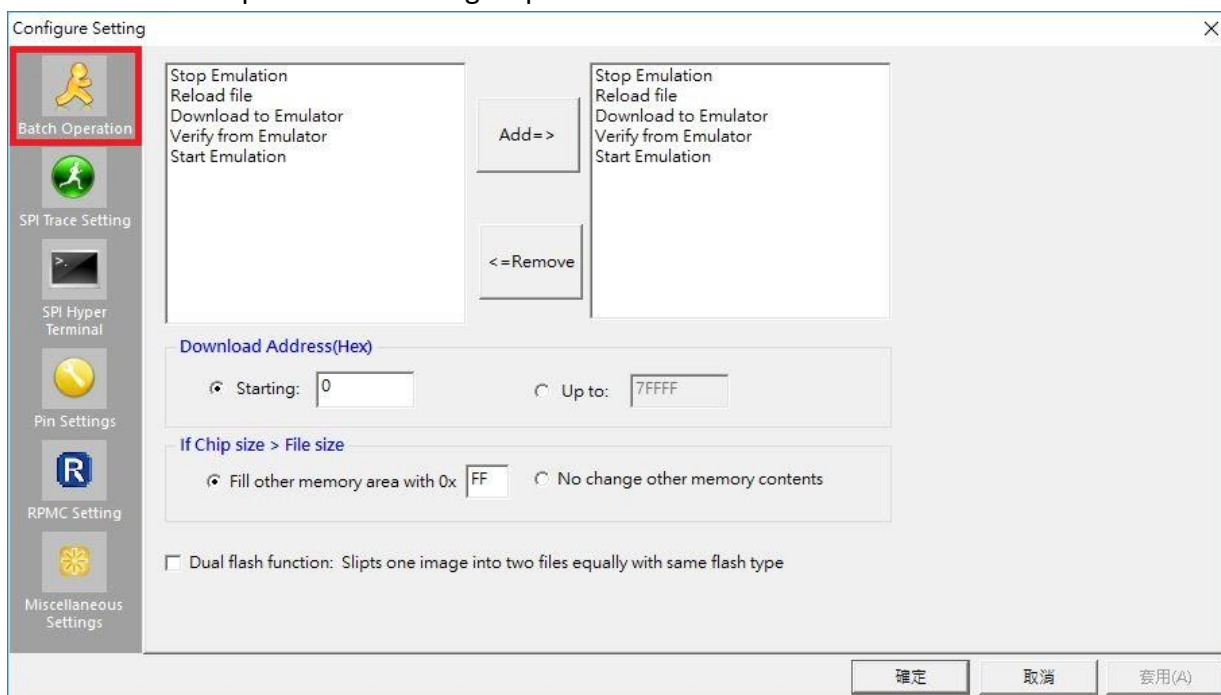 Configure Setting
Batch Operation
SPI Trace Setting
SPI Hyper
Terminal
Pin Settings
R
RPMC Setting
Miscellaneous
Settings
Stop Emulation
Reload file
Download to Emulator
Verify from Emulator
Start Emulation
Add=>
<=Remove
Stop Emulation
Reload file
Download to Emulator
Verify from Emulator
Start Emulation
Download Address(Hex)
Starting: 0 Up to: 7FFFF
If Chip size > File size
Fill other memory area with 0x FF No change other memory contents
Dual flash function: Slipts one image into two files equally with same flash type
確定 取消 套用(A)